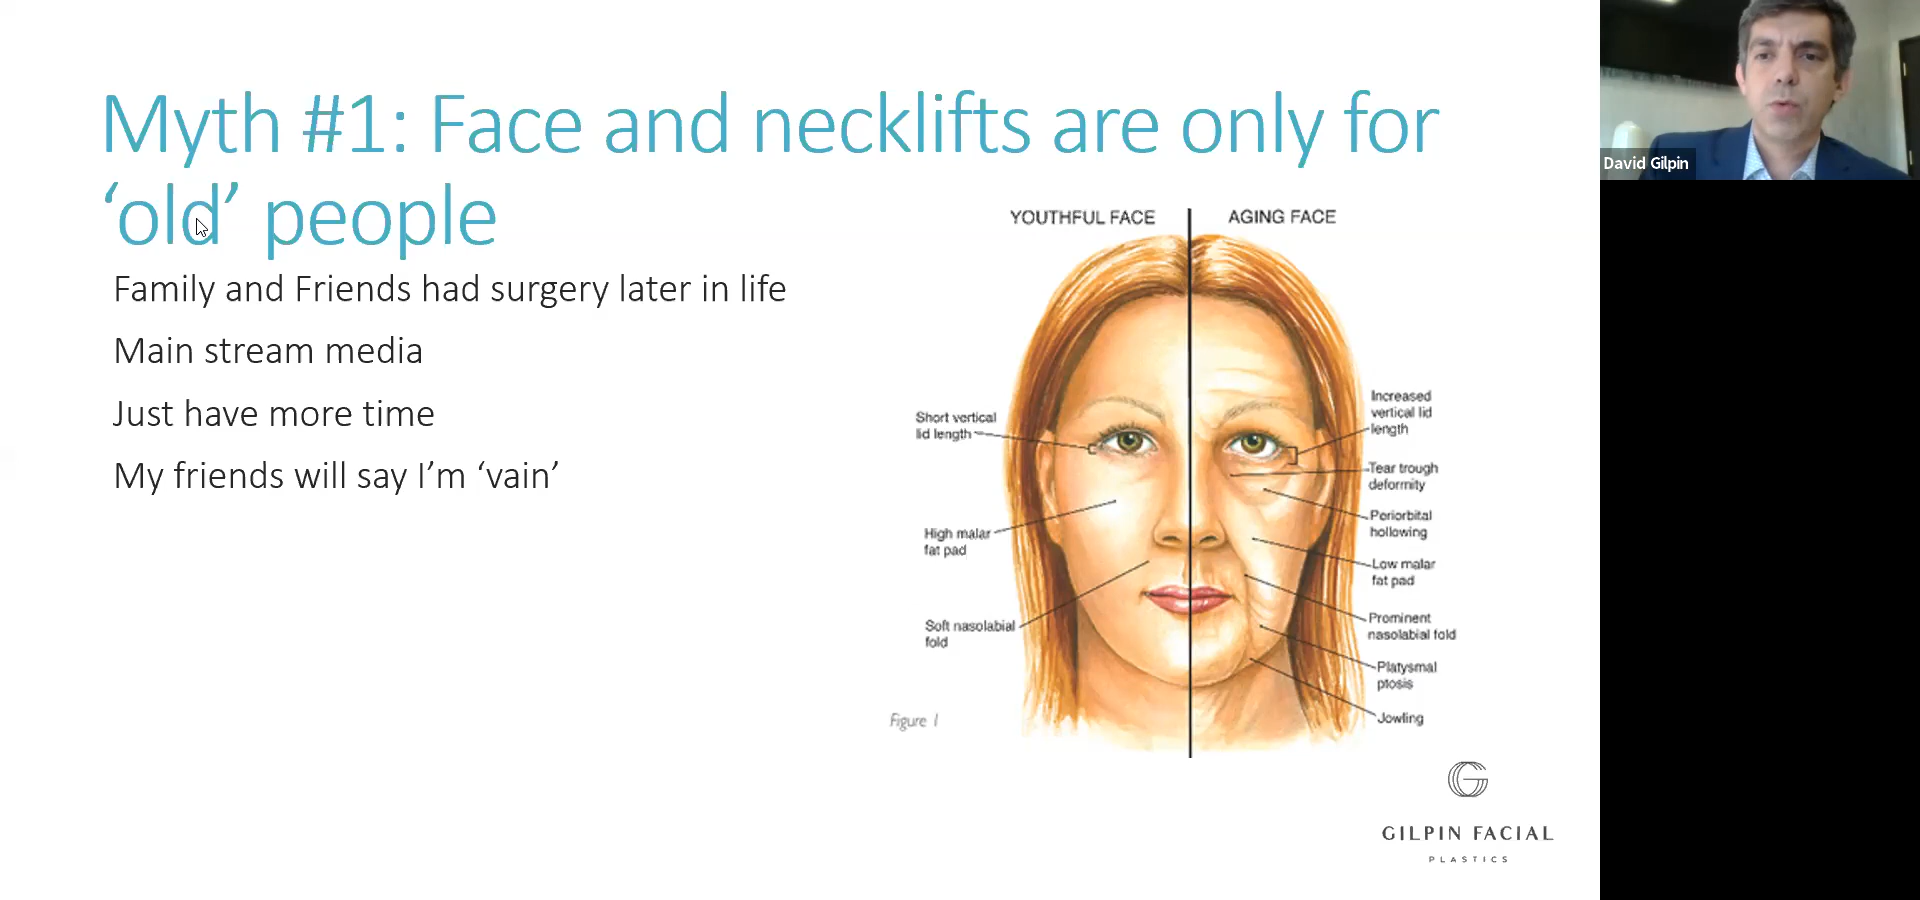 Myth #1: Face and necklifts are only for
‘old’ people
Family and Friends had surgery later in life
Main stream media
Just have more time
My friends will say I’m ‘vain’
YOUTHFUL FACE
AGING FACE
Short vertical
lid length
High malar
fat pad
Soft nasolabial
fold
Increased
vertical lid
length
Tear trough
deformity
Periorbital
hollowing
Low malar
fat pad
Prominent
nasolabial fold
Platysmal
ptosis
Jowling
Figure 1
GILPIN FACIAL
PLASTICS
David Gilpin